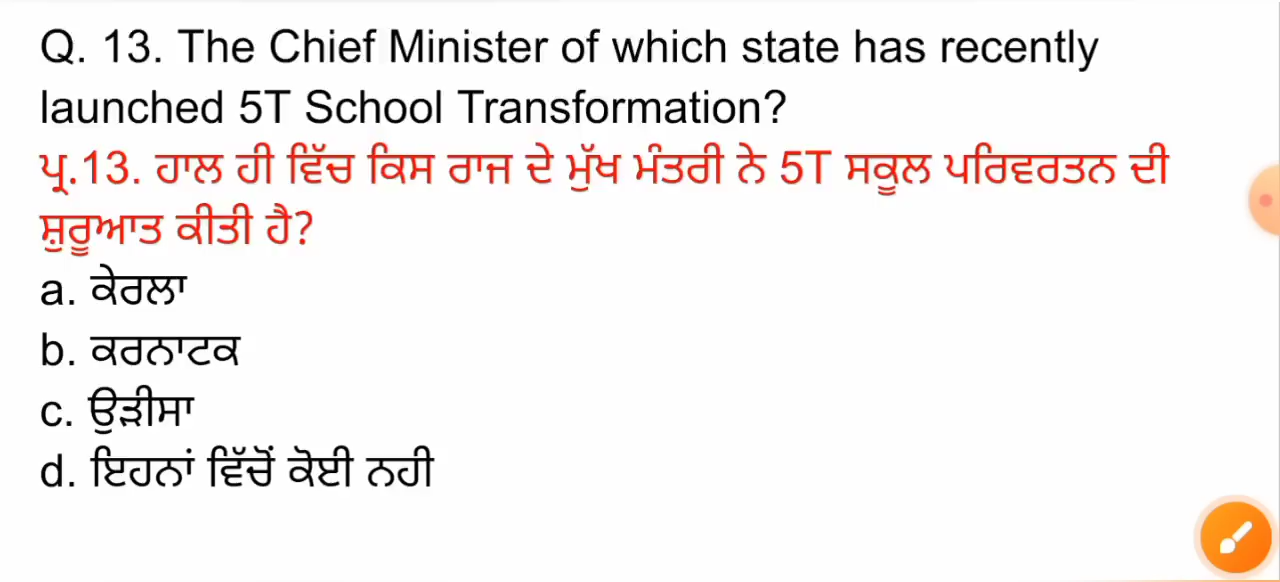 Q. 13. The Chief Minister of which state has recently
launched 5T School Transformation?
ਪ੍ਰ.13. ਹਾਲ ਹੀ ਵਿੱਚ ਕਿਸ ਰਾਜ ਦੇ ਮੁੱਖ ਮੰਤਰੀ ਨੇ 5T ਸਕੂਲ ਪਰਿਵਰਤਨ ਦੀ
ਸ਼ੁਰੂਆਤ ਕੀਤੀ ਹੈ?
a. ਕੇਰਲਾ
b. ਕਰਨਾਟਕ
c. ਉੜੀਸਾ
d. ਇਹਨਾਂ ਵਿੱਚੋਂ ਕੋਈ ਨਹੀ